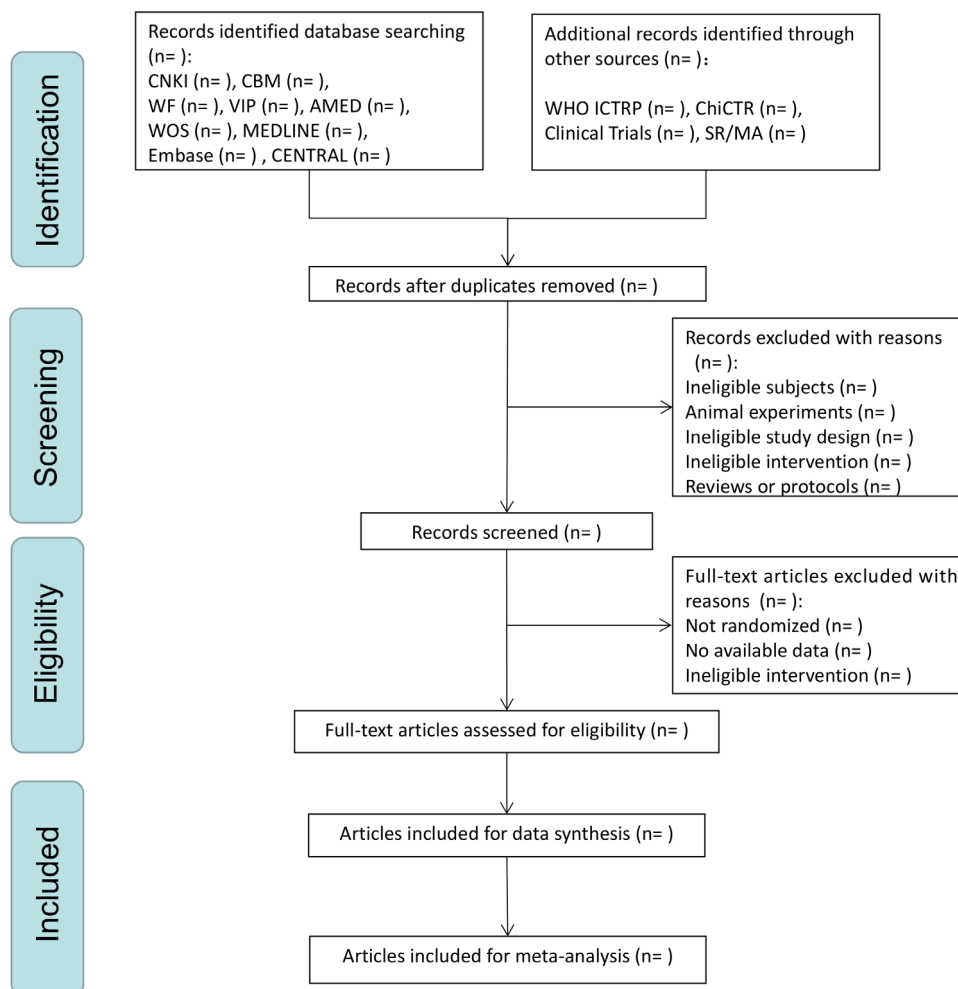 Identification
Records identified database searching
(n= ):
CNKI (n= ), CBM (n= ),
WF (n= ), VIP (n= ), AMED (n= ),
WOS (n= ), MEDLINE (n= ),
Embase (n= ) , CENTRAL (n= )
Additional records identified through
other sources (n= )：
WHO ICTRP (n= ), ChiCTR (n= ),
Clinical Trials (n= ), SR/MA (n= )
Records after duplicates removed (n= )
Screening
Records excluded with reasons
(n= ):
Ineligible subjects (n= )
Animal experiments (n= )
Ineligible study design (n= )
Ineligible intervention (n= )
Reviews or protocols (n= )
Records screened (n= )
Eligibility
Full-text articles excluded with
reasons (n= ):
Not randomized (n= )
No available data (n= )
Ineligible intervention (n= )
Full-text articles assessed for eligibility (n= )
Included
Articles included for data synthesis (n= )
Articles included for meta-analysis (n= )